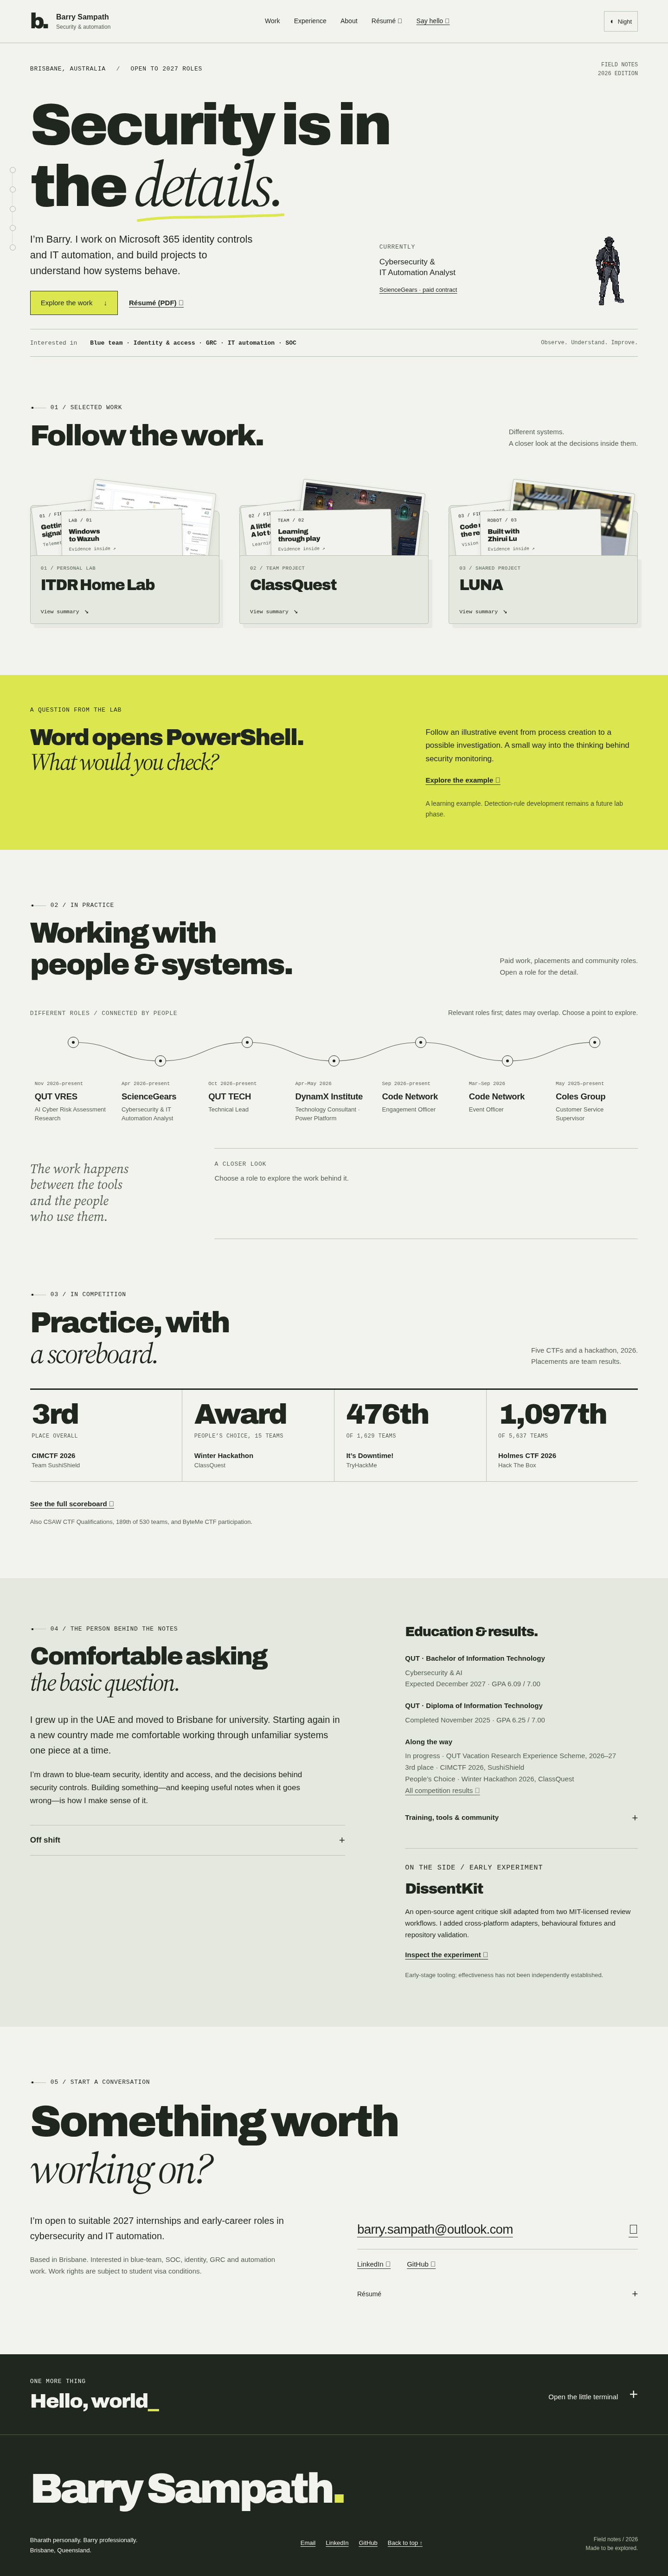 b.
Barry Sampath
Security & automation
Work Experience About Résumé Say hello
Night
BRISBANE, AUSTRALIA / OPEN TO 2027 ROLES
FIELD NOTES
2026 EDITION
Security is in
the details.
I'm Barry. I work on Microsoft 365 identity controls
and IT automation, and build projects to
understand how systems behave.
CURRENTLY
Cybersecurity &
IT Automation Analyst
ScienceGears · paid contract
Explore the work ↓
Résumé (PDF)
Interested in Blue team · Identity & access · GRC · IT automation · SOC
Observe. Understand. Improve.
01 / SELECTED WORK
Follow the work.
Different systems.
A closer look at the decisions inside them.
LAB / 01
Windows
to Wazuh
Evidence inside ↗
01 / PERSONAL LAB
ITDR Home Lab
View summary ↘
TEAM / 02
Learning
through play
Evidence inside ↗
02 / TEAM PROJECT
ClassQuest
View summary ↘
ROBOT / 03
Built with
Zhirui Lu
Evidence inside ↗
03 / SHARED PROJECT
LUNA
View summary ↘
A QUESTION FROM THE LAB
Word opens PowerShell.
What would you check?
Follow an illustrative event from process creation to a
possible investigation. A small way into the thinking behind
security monitoring.
Explore the example
A learning example. Detection-rule development remains a future lab
phase.
02 / IN PRACTICE
Working with
people & systems.
Paid work, placements and community roles.
Open a role for the detail.
DIFFERENT ROLES / CONNECTED BY PEOPLE
Relevant roles first; dates may overlap. Choose a point to explore.
Nov 2026–present
QUT VRES
AI Cyber Risk Assessment
Research
Apr 2026–present
ScienceGears
Cybersecurity & IT
Automation Analyst
Oct 2026–present
QUT TECH
Technical Lead
Apr–May 2026
DynamX Institute
Technology Consultant ·
Power Platform
Sep 2026–present
Code Network
Engagement Officer
Mar–Sep 2026
Code Network
Event Officer
May 2025–present
Coles Group
Customer Service
Supervisor
The work happens
between the tools
and the people
who use them.
A CLOSER LOOK
Choose a role to explore the work behind it.
03 / IN COMPETITION
Practice, with
a scoreboard.
Five CTFs and a hackathon, 2026.
Placements are team results.
3rd
PLACE OVERALL
CIMCTF 2026
Team SushiShield
Award
PEOPLE'S CHOICE, 15 TEAMS
Winter Hackathon
ClassQuest
476th
OF 1,629 TEAMS
It's Downtime!
TryHackMe
1,097th
OF 5,637 TEAMS
Holmes CTF 2026
Hack The Box
See the full scoreboard
Also CSAW CTF Qualifications, 189th of 530 teams, and ByteMe CTF participation.
04 / THE PERSON BEHIND THE NOTES
Comfortable asking
the basic question.
I grew up in the UAE and moved to Brisbane for university. Starting again in
a new country made me comfortable working through unfamiliar systems
one piece at a time.
I'm drawn to blue-team security, identity and access, and the decisions behind
security controls. Building something—and keeping useful notes when it goes
wrong—is how I make sense of it.
Off shift +
Education & results.
QUT · Bachelor of Information Technology
Cybersecurity & AI
Expected December 2027 · GPA 6.09 / 7.00
QUT · Diploma of Information Technology
Completed November 2025 · GPA 6.25 / 7.00
Along the way
In progress · QUT Vacation Research Experience Scheme, 2026–27
3rd place · CIMCTF 2026, SushiShield
People's Choice · Winter Hackathon 2026, ClassQuest
All competition results
Training, tools & community +
ON THE SIDE / EARLY EXPERIMENT
DissentKit
An open-source agent critique skill adapted from two MIT-licensed review
workflows. I added cross-platform adapters, behavioural fixtures and
repository validation.
Inspect the experiment
Early-stage tooling; effectiveness has not been independently established.
05 / START A CONVERSATION
Something worth
working on?
I'm open to suitable 2027 internships and early-career roles in
cybersecurity and IT automation.
Based in Brisbane. Interested in blue-team, SOC, identity, GRC and automation
work. Work rights are subject to student visa conditions.
barry.sampath@outlook.com
LinkedIn GitHub
Résumé +
ONE MORE THING
Hello, world_
Open the little terminal +
Barry Sampath.
Bharath personally. Barry professionally.
Brisbane, Queensland.
Email LinkedIn GitHub Back to top ↑
Field notes / 2026
Made to be explored.